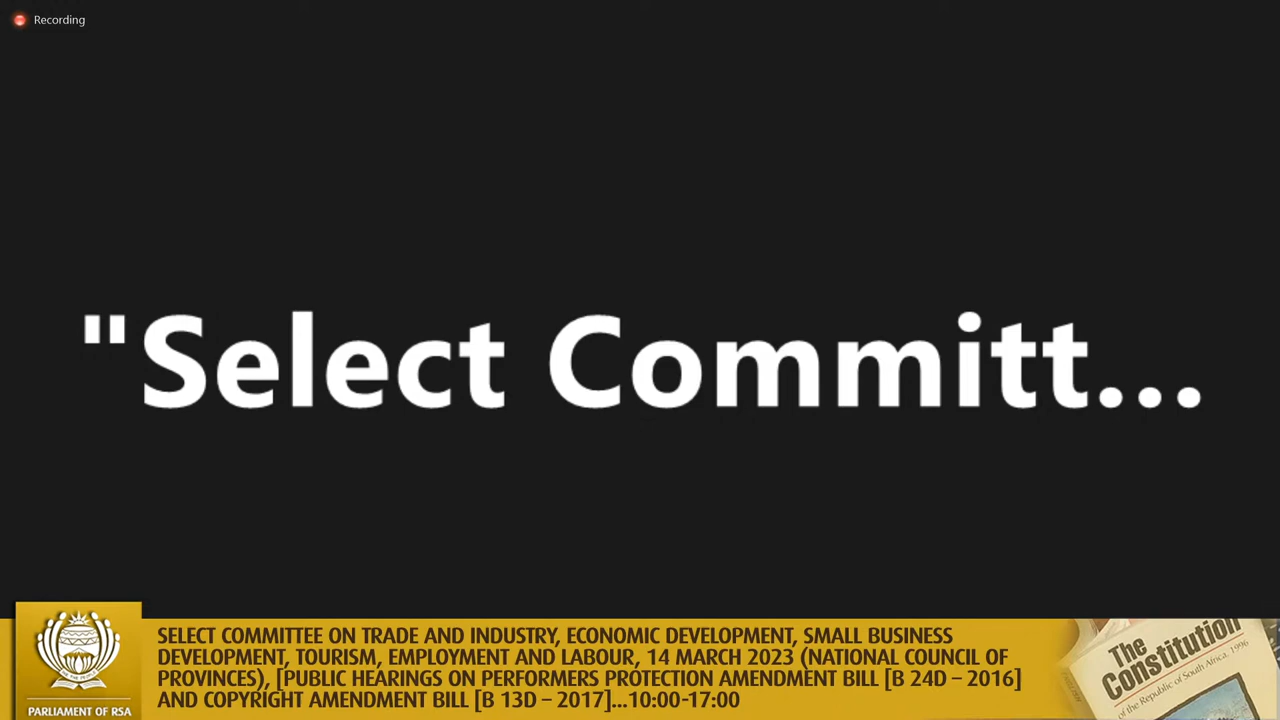 Recording
"Select Committ...
SELECT COMMITTEE ON TRADE AND INDUSTRY, ECONOMIC DEVELOPMENT, SMALL BUSINESS
DEVELOPMENT, TOURISM, EMPLOYMENT AND LABOUR, 14 MARCH 2023 (NATIONAL COUNCIL OF
PROVINCES), [PUBLIC HEARINGS ON PERFORMERS PROTECTION AMENDMENT BILL [B 24D – 2016]
AND COPYRIGHT AMENDMENT BILL [B 13D – 2017]...10:00-17:00
PARLIAMENT OF RSA
The
Constitution
of the Republic of South Africa, 1996